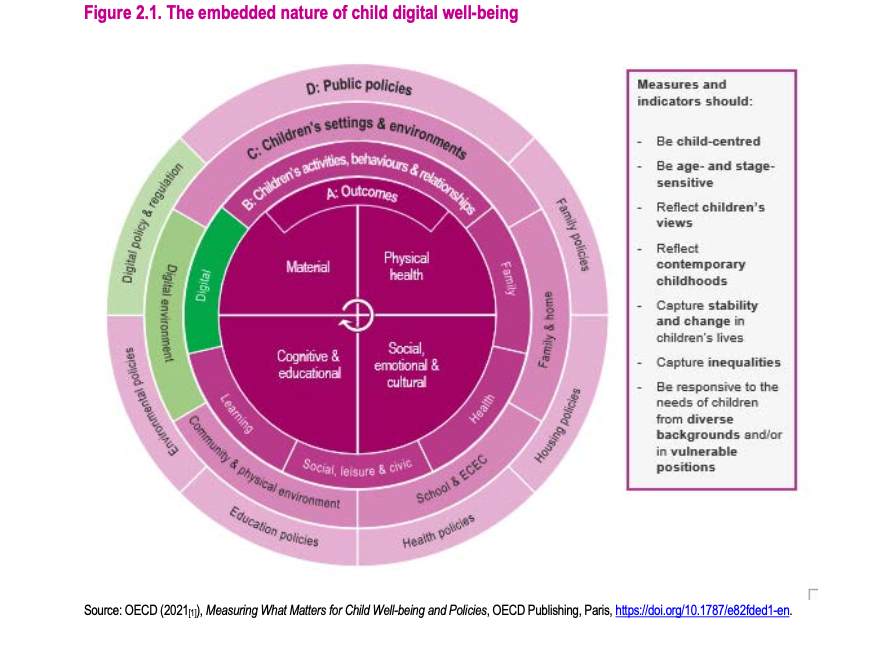 Figure 2.1. The embedded nature of child digital well-being
D: Public policies
C: Children's settings & environments
B: Children's activities, behaviours & relationships
A: Outcomes
Material
Physical
health
Cognitive &
educational
Social,
emotional &
cultural
Digital
Family
Health
Social, leisure & civic
Learning
Digital environment
Family & home
School & ECEC
Community & physical environment
Digital policy & regulation
Family policies
Housing policies
Health policies
Education policies
Environmental policies
Measures and
indicators should:
- Be child-centred
- Be age- and stage-
sensitive
- Reflect children's
views
- Reflect
contemporary
childhoods
- Capture stability
and change in
children's lives
- Capture inequalities
- Be responsive to the
needs of children
from diverse
backgrounds and/or
in vulnerable
positions
Source: OECD (2021[1]), Measuring What Matters for Child Well-being and Policies, OECD Publishing, Paris, https://doi.org/10.1787/e82fded1-en.